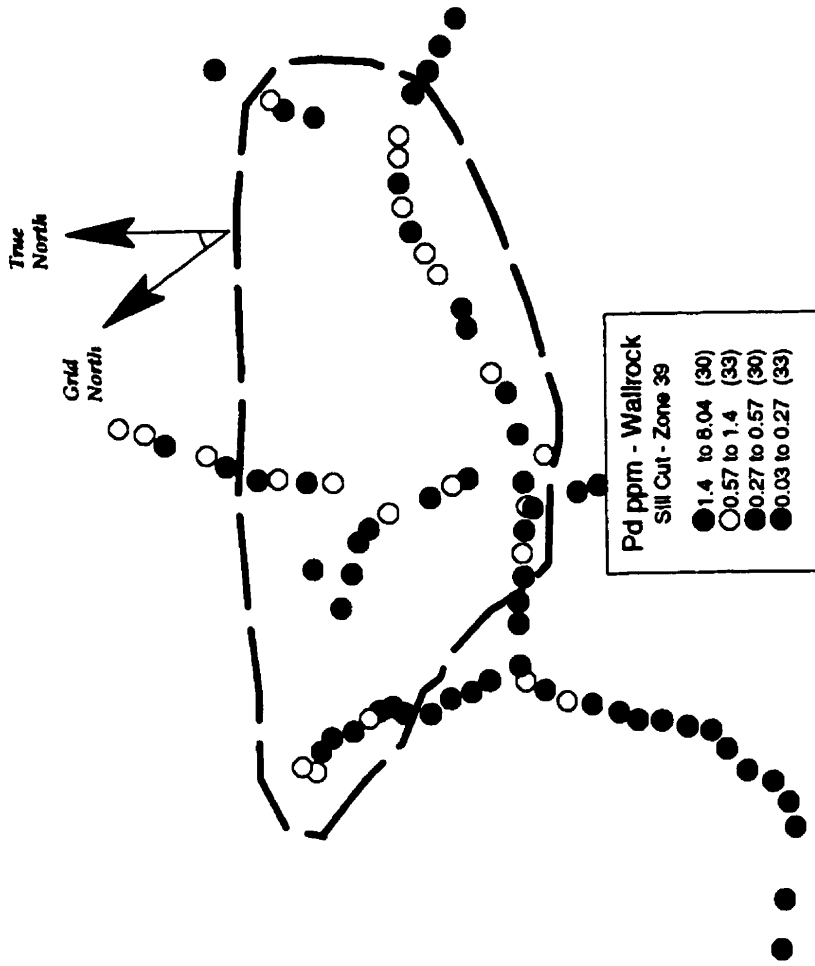 True
North
Grid
North
Pd ppm - Wallrock
Sill Cut - Zone 39
1.4 to 8.04 (30)
0.57 to 1.4 (33)
0.27 to 0.57 (30)
0.03 to 0.27 (33)